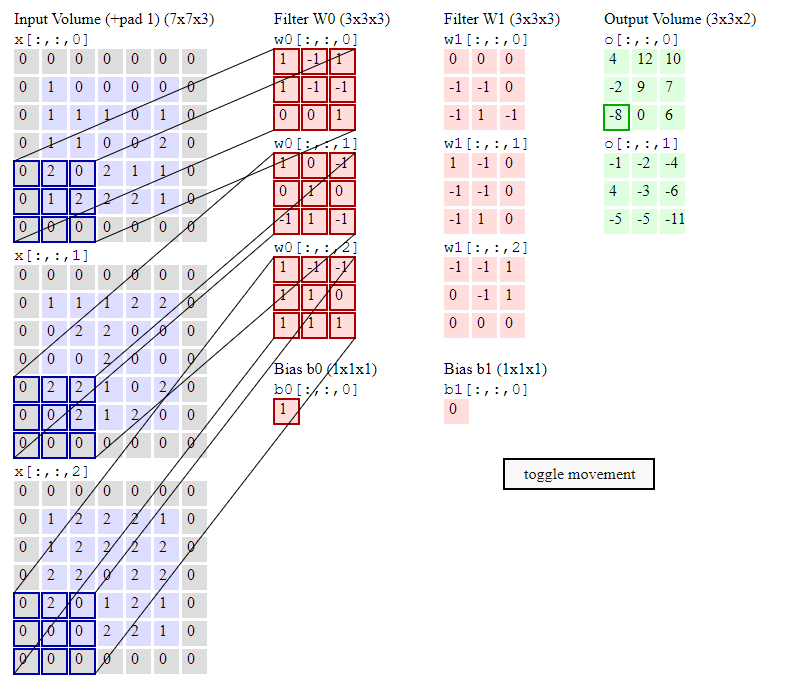 Input Volume (+pad 1) (7x7x3)
x[:,:,0]
0 0 0 0 0 0 0
0 1 0 0 0 0 0
0 1 1 1 0 1 0
0 1 1 0 0 2 0
0 2 0 2 1 1 0
0 1 2 2 2 1 0
0 0 0 0 0 0 0
x[:,:,1]
0 0 0 0 0 0 0
0 1 1 1 2 2 0
0 0 2 2 0 0 0
0 0 0 2 0 0 0
0 2 2 1 0 2 0
0 0 2 1 2 0 0
0 0 0 0 0 0 0
x[:,:,2]
0 0 0 0 0 0 0
0 1 2 2 2 1 0
0 1 2 2 2 2 0
0 2 2 0 2 2 0
0 2 0 1 2 1 0
0 0 0 2 2 1 0
0 0 0 0 0 0 0
Filter W0 (3x3x3)
w0[:,:,0]
1 -1 1
1 -1 -1
0 0 1
w0[:,:,1]
1 0 -1
0 1 0
-1 1 -1
w0[:,:,2]
1 -1 -1
1 1 0
1 1 1
Bias b0 (1x1x1)
b0[:,:,0]
1
Filter W1 (3x3x3)
w1[:,:,0]
0 0 0
-1 -1 0
-1 1 -1
w1[:,:,1]
1 -1 0
-1 -1 0
-1 1 0
w1[:,:,2]
-1 -1 1
0 -1 1
0 0 0
Bias b1 (1x1x1)
b1[:,:,0]
0
Output Volume (3x3x2)
o[:,:,0]
4 12 10
-2 9 7
-8 0 6
o[:,:,1]
-1 -2 -4
4 -3 -6
-5 -5 -11
toggle movement